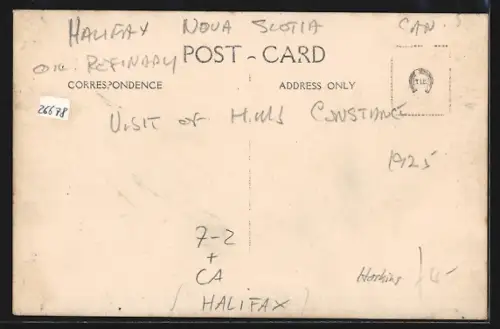 HALIFAX NOVA SCOTIA CAN.
OIL. REFINARY
POST-CARD
CORRESPONDENCE ADDRESS ONLY
26678
VISIT OF H.M.S CONSTANCE
1925
7-2
+
CA
(HALIFAX)